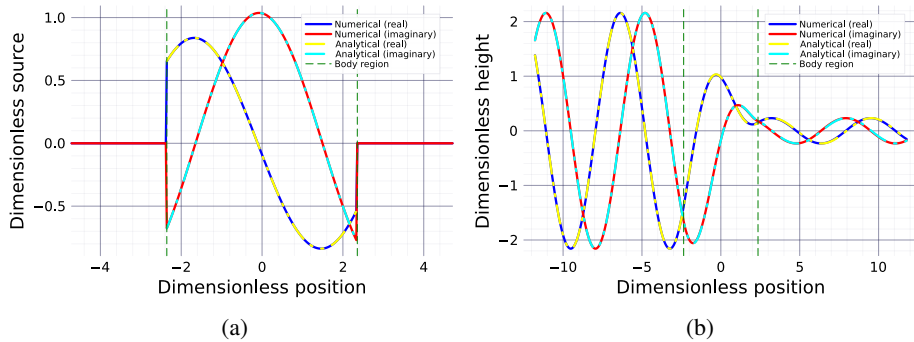 Dimensionless source
1.0
0.5
0.0
−0.5
−4
−2
0
2
4
Dimensionless position
Numerical (real)
Numerical (imaginary)
Analytical (real)
Analytical (imaginary)
Body region
(a)
Dimensionless height
2
1
0
−1
−2
−10
−5
0
5
10
Dimensionless position
Numerical (real)
Numerical (imaginary)
Analytical (real)
Analytical (imaginary)
Body region
(b)